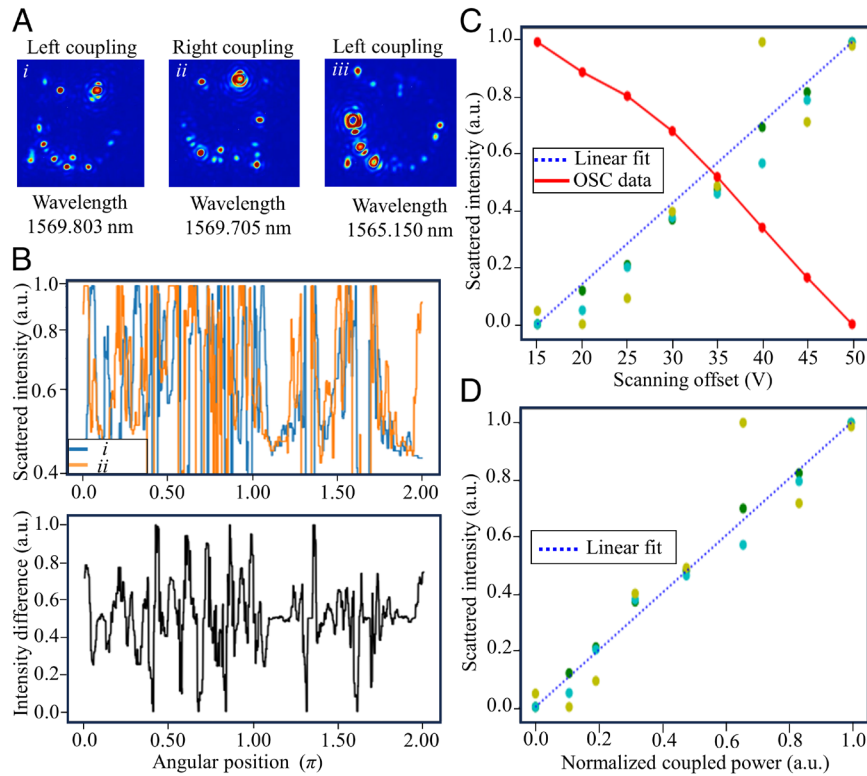 A
Left coupling
Right coupling
Left coupling
i
ii
iii
Wavelength
1569.803 nm
Wavelength
1569.705 nm
Wavelength
1565.150 nm
B
Scattered intensity (a.u.)
1.0
0.8
0.6
0.4
i
ii
0.0
0.50
1.00
1.50
2.00
Intensity difference (a.u.)
1.0
0.8
0.6
0.4
0.2
0.0
0.0
0.50
1.00
1.50
2.00
Angular position (π)
C
Scattered intensity (a.u.)
1.0
0.8
0.6
0.4
0.2
0.0
Linear fit
OSC data
15
20
25
30
35
40
45
50
Scanning offset (V)
D
Scattered intensity (a.u.)
1.0
0.8
0.6
0.4
0.2
0.0
Linear fit
0.0
0.2
0.4
0.6
0.8
1.0
Normalized coupled power (a.u.)